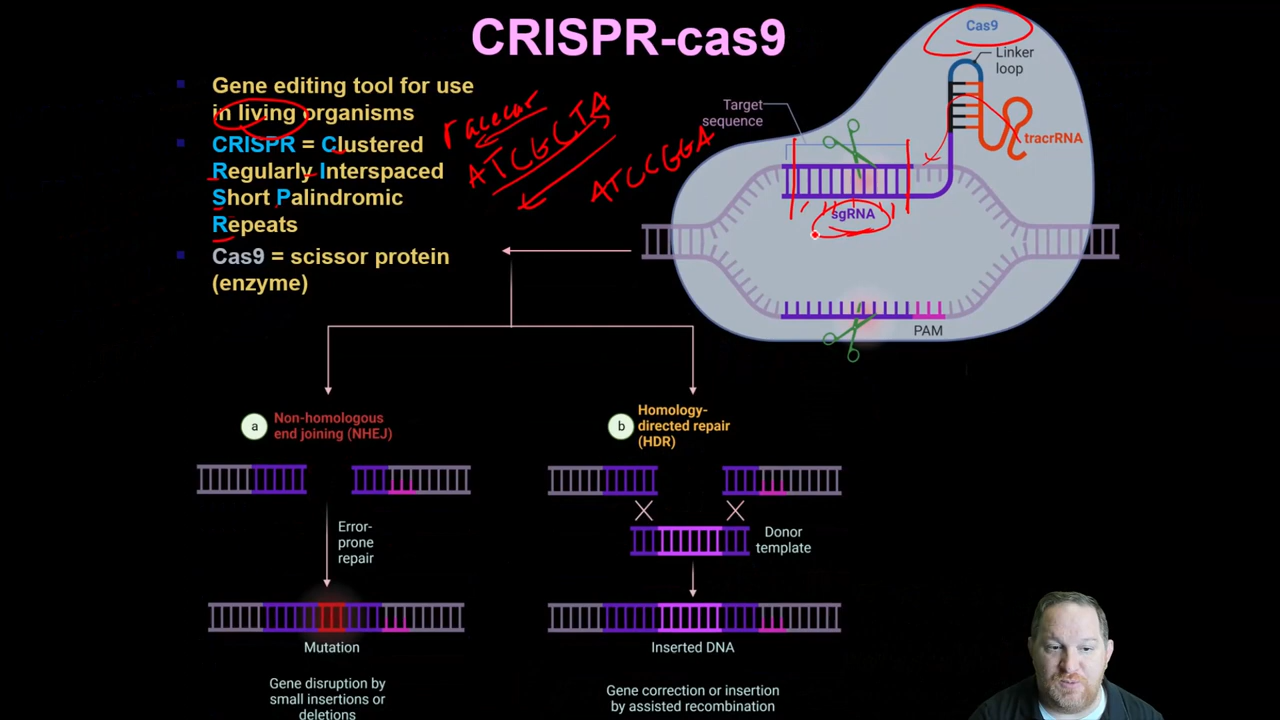 CRISPR-cas9
Gene editing tool for use
in living organisms
CRISPR = Clustered
Regularly Interspaced
Short Palindromic
Repeats
Cas9 = scissor protein
(enzyme)
racecar
ATCCGGA
Cas9
Linker
loop
Target
sequence
tracrRNA
sgRNA
PAM
a
Non-homologous
end joining (NHEJ)
Error-
prone
repair
Mutation
Gene disruption by
small insertions or
deletions
b
Homology-
directed repair
(HDR)
Donor
template
Inserted DNA
Gene correction or insertion
by assisted recombination